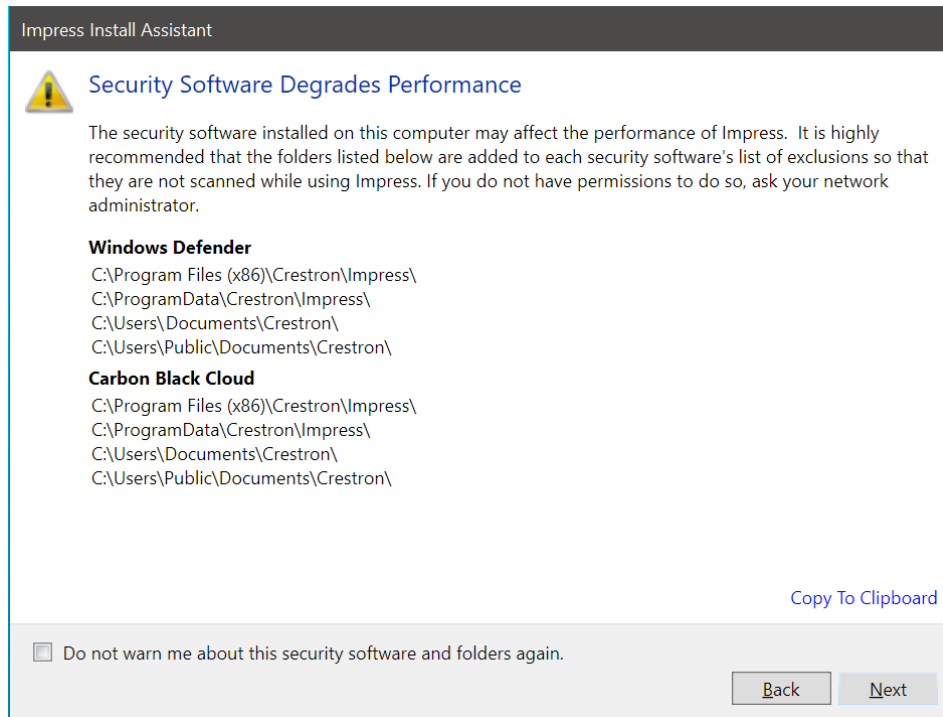 Impress Install Assistant
Security Software Degrades Performance
The security software installed on this computer may affect the performance of Impress.  It is highly
recommended that the folders listed below are added to each security software's list of exclusions so that
they are not scanned while using Impress. If you do not have permissions to do so, ask your network
administrator.
Windows Defender
C:\Program Files (x86)\Crestron\Impress\
C:\ProgramData\Crestron\Impress\
C:\Users\Documents\Crestron\
C:\Users\Public\Documents\Crestron\
Carbon Black Cloud
C:\Program Files (x86)\Crestron\Impress\
C:\ProgramData\Crestron\Impress\
C:\Users\Documents\Crestron\
C:\Users\Public\Documents\Crestron\
Copy To Clipboard
Do not warn me about this security software and folders again.
Back Next